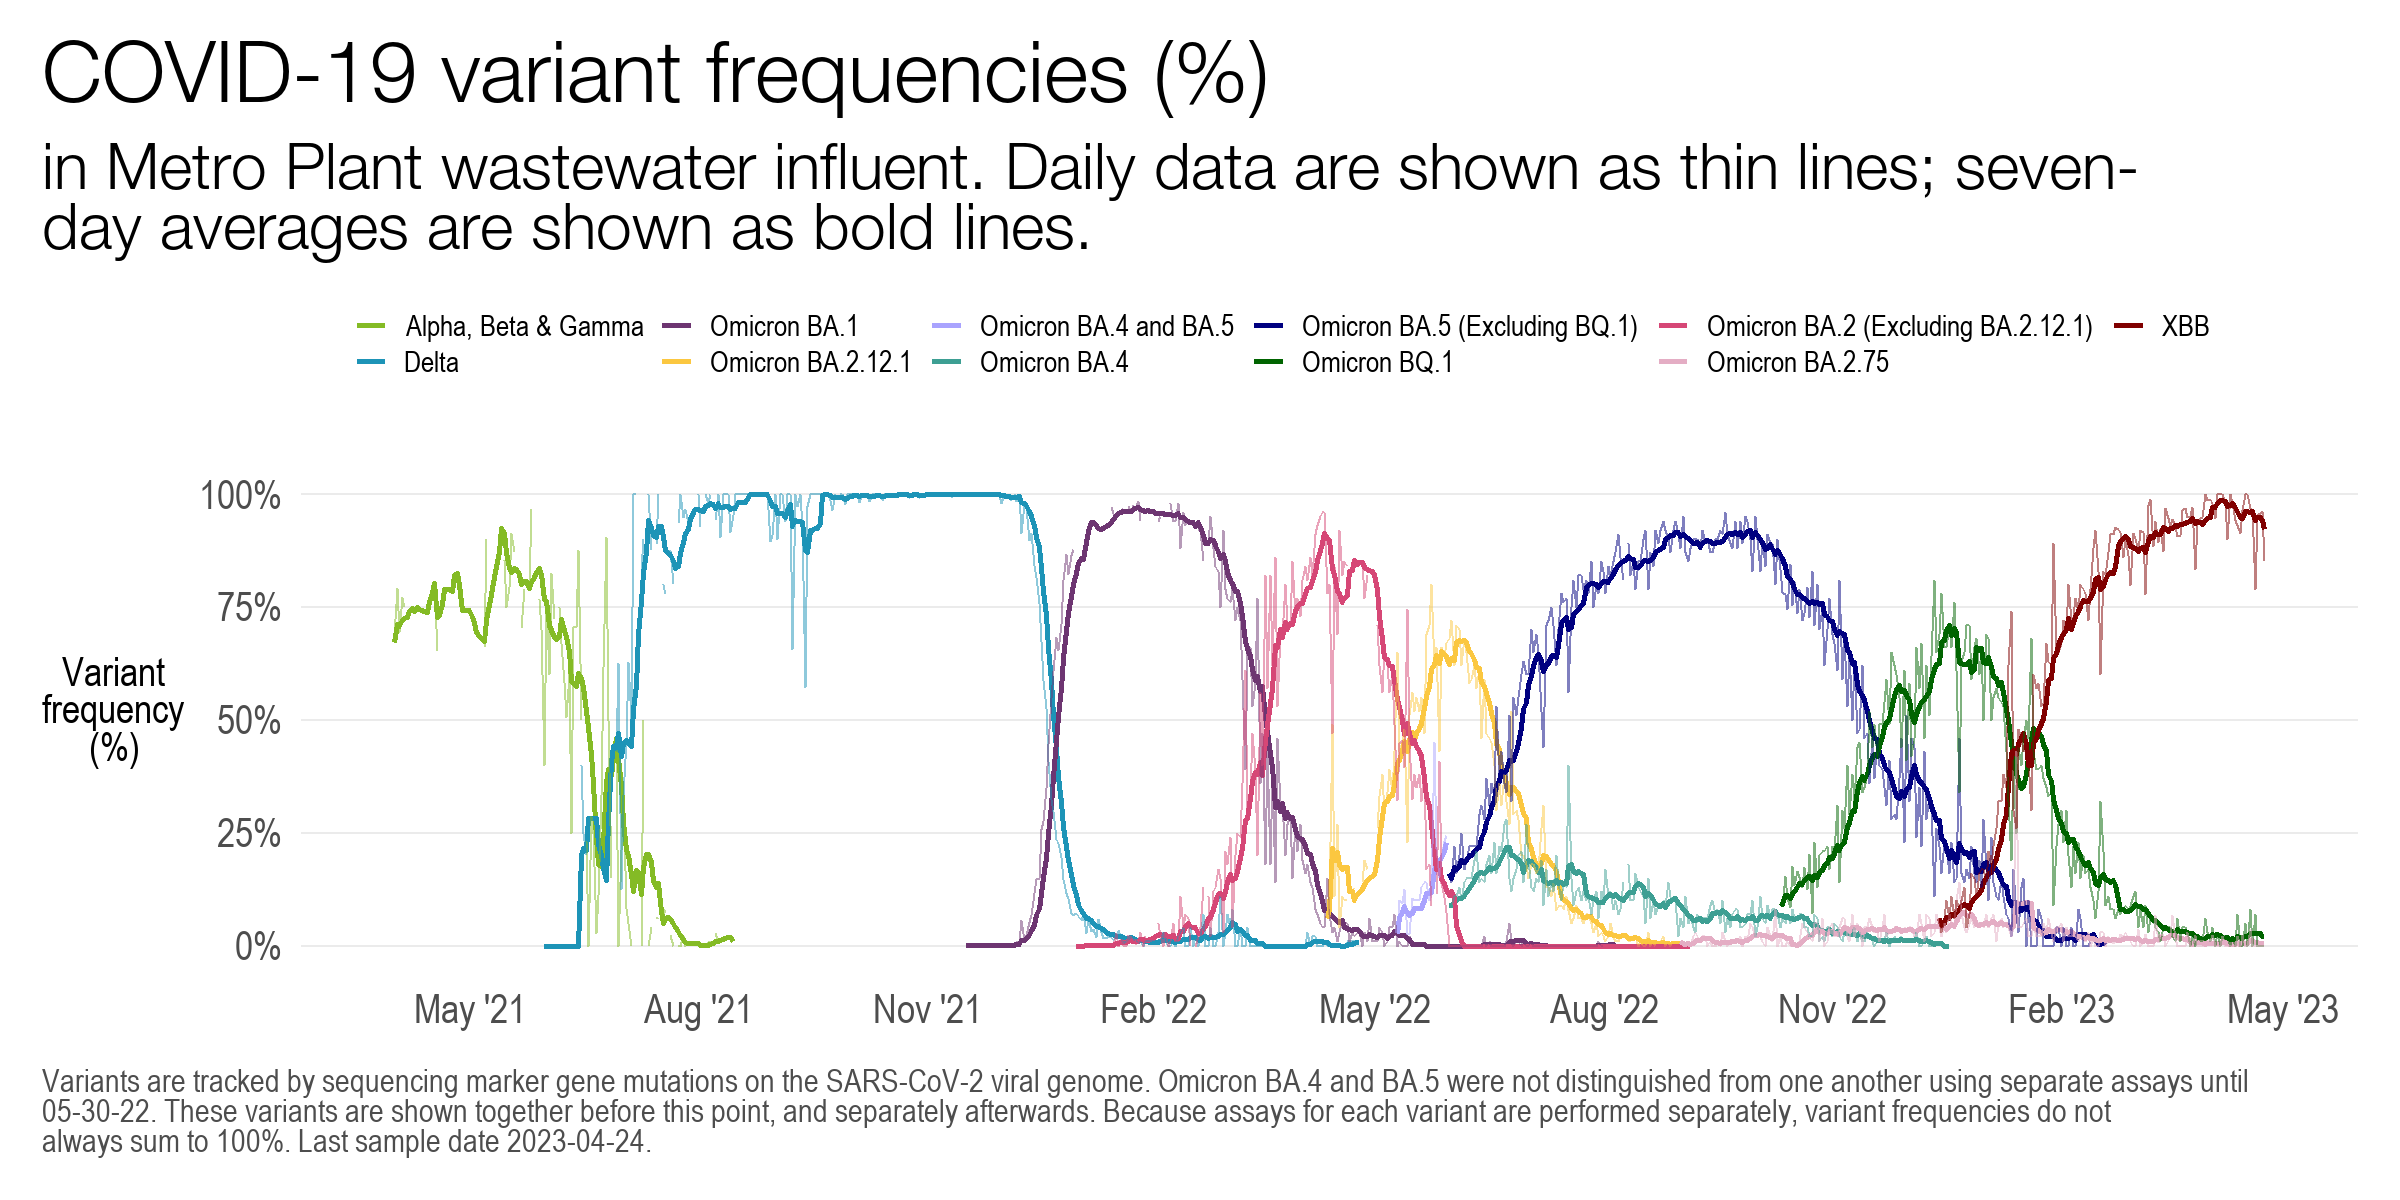 COVID-19 variant frequencies (%)
in Metro Plant wastewater influent. Daily data are shown as thin lines; seven-
day averages are shown as bold lines.
Alpha, Beta & Gamma
Omicron BA.1
Omicron BA.4 and BA.5
Omicron BA.5 (Excluding BQ.1)
Omicron BA.2 (Excluding BA.2.12.1)
XBB
Delta
Omicron BA.2.12.1
Omicron BA.4
Omicron BQ.1
Omicron BA.2.75
100%
75%
Variant
frequency
(%)
50%
25%
0%
May '21
Aug '21
Nov '21
Feb '22
May '22
Aug '22
Nov '22
Feb '23
May '23
Variants are tracked by sequencing marker gene mutations on the SARS-CoV-2 viral genome. Omicron BA.4 and BA.5 were not distinguished from one another using separate assays until
05-30-22. These variants are shown together before this point, and separately afterwards. Because assays for each variant are performed separately, variant frequencies do not
always sum to 100%. Last sample date 2023-04-24.